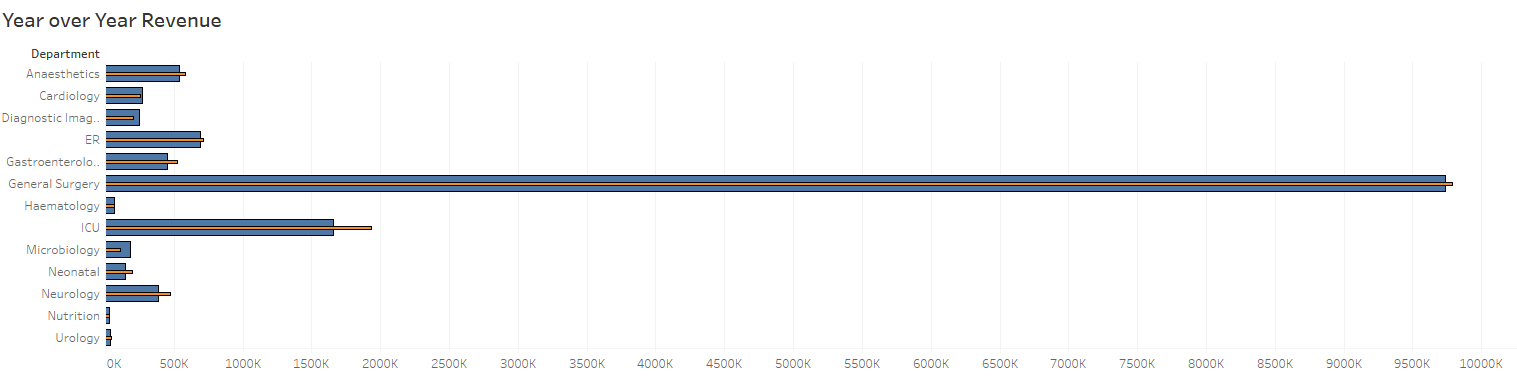 Year over Year Revenue
Department
Anaesthetics
Cardiology
Diagnostic Imag..
ER
Gastroenterolo..
General Surgery
Haematology
ICU
Microbiology
Neonatal
Neurology
Nutrition
Urology
0K 500K 1000K 1500K 2000K 2500K 3000K 3500K 4000K 4500K 5000K 5500K 6000K 6500K 7000K 7500K 8000K 8500K 9000K 9500K 10000K